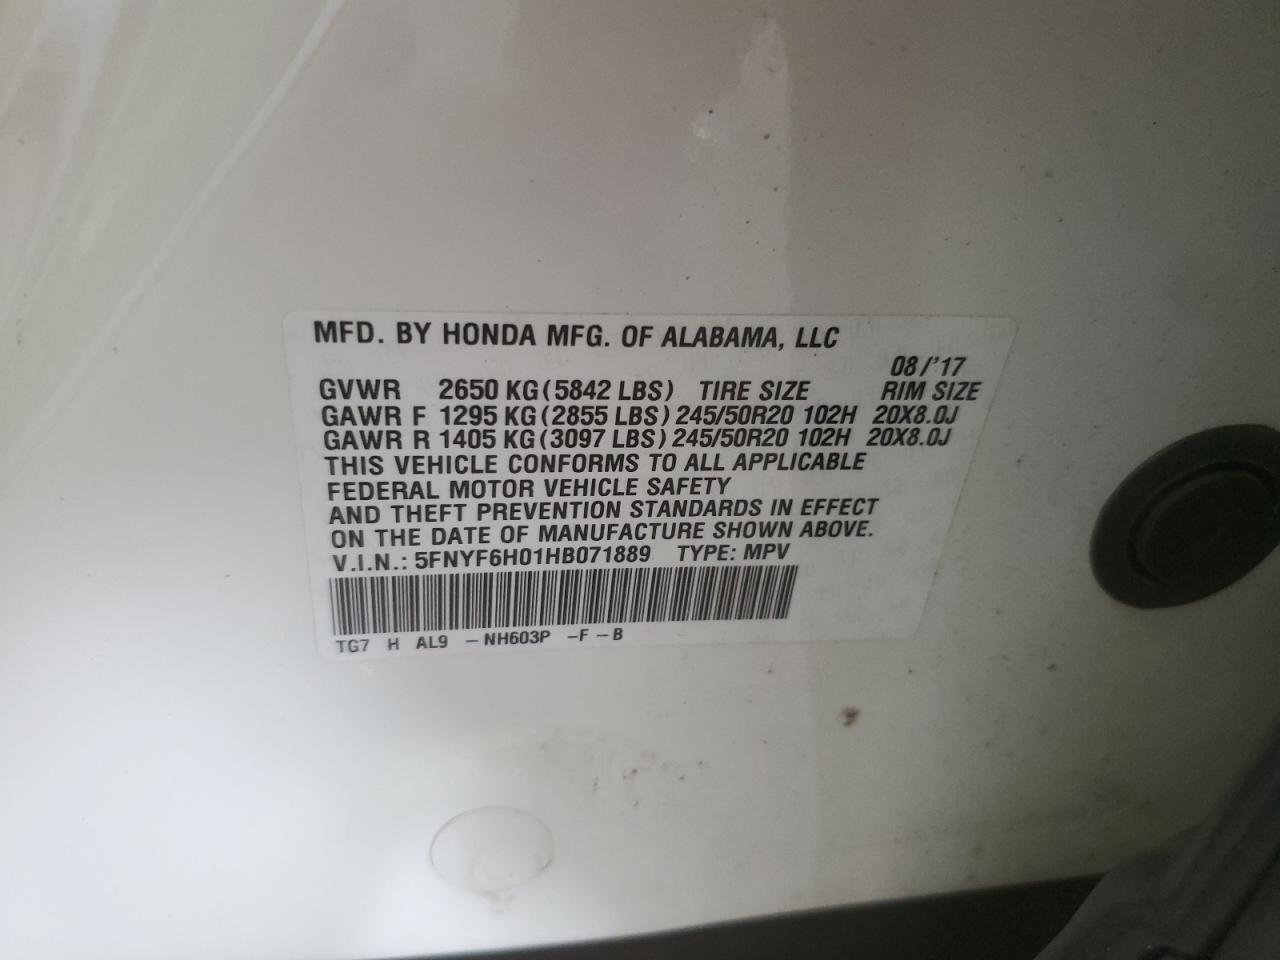 MFD. BY HONDA MFG. OF ALABAMA, LLC
08/'17
GVWR 2650 KG (5842 LBS) TIRE SIZE RIM SIZE
GAWR F 1295 KG (2855 LBS) 245/50R20 102H 20X8.0J
GAWR R 1405 KG (3097 LBS) 245/50R20 102H 20X8.0J
THIS VEHICLE CONFORMS TO ALL APPLICABLE
FEDERAL MOTOR VEHICLE SAFETY
AND THEFT PREVENTION STANDARDS IN EFFECT
ON THE DATE OF MANUFACTURE SHOWN ABOVE.
V.I.N.: 5FNYF6H01HB071889 TYPE: MPV
TG7 H AL9 -NH603P -F-B